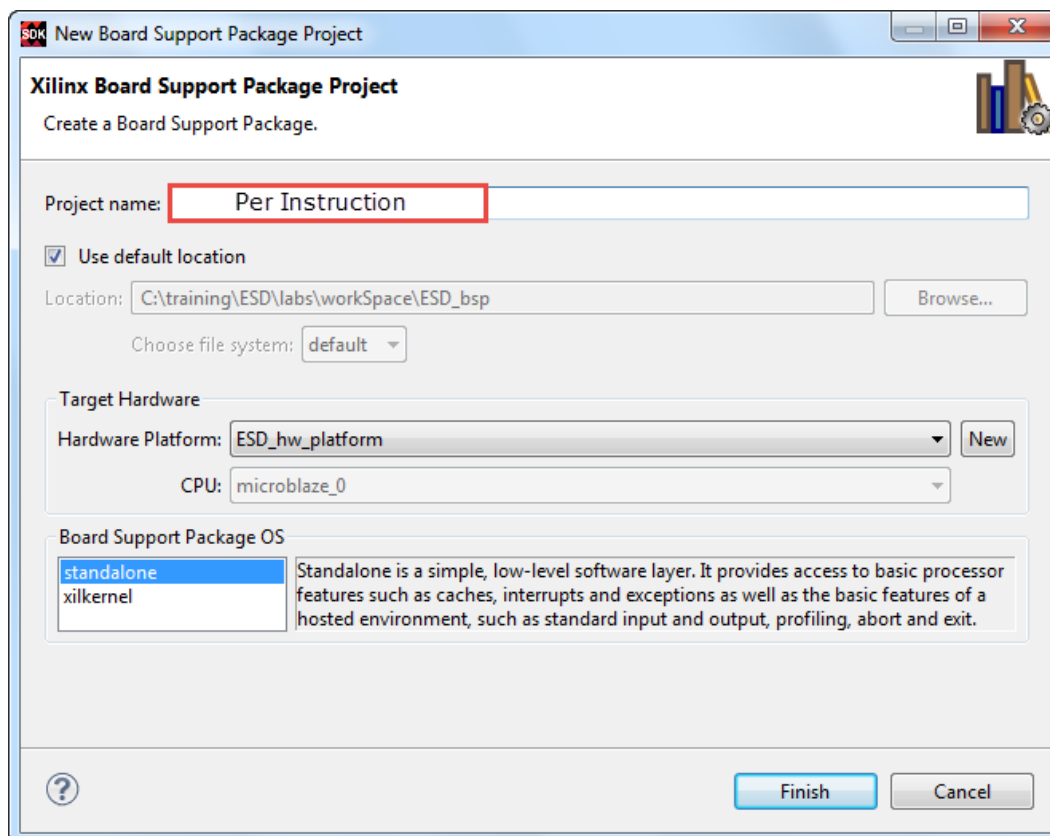 SDK New Board Support Package Project
Xilinx Board Support Package Project
Create a Board Support Package.
Project name: Per Instruction
Use default location
Location: C:\training\ESD\labs\workSpace\ESD_bsp Browse...
Choose file system: default
Target Hardware
Hardware Platform: ESD_hw_platform New
CPU: microblaze_0
Board Support Package OS
standalone
xilkernel
Standalone is a simple, low-level software layer. It provides access to basic processor
features such as caches, interrupts and exceptions as well as the basic features of a
hosted environment, such as standard input and output, profiling, abort and exit.
? Finish Cancel